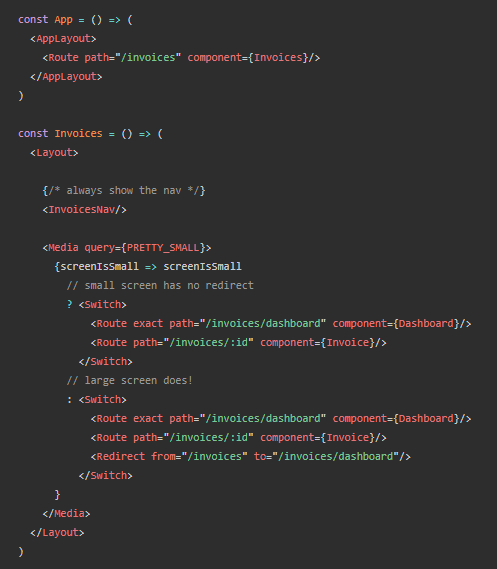 const App = () => (
  <AppLayout>
    <Route path="/invoices" component={Invoices}/>
  </AppLayout>
)

const Invoices = () => (
  <Layout>

    {/* always show the nav */}
    <InvoicesNav/>

    <Media query={PRETTY_SMALL}>
      {screenIsSmall => screenIsSmall
        // small screen has no redirect
        ? <Switch>
            <Route exact path="/invoices/dashboard" component={Dashboard}/>
            <Route path="/invoices/:id" component={Invoice}/>
          </Switch>
        // large screen does!
        : <Switch>
            <Route exact path="/invoices/dashboard" component={Dashboard}/>
            <Route path="/invoices/:id" component={Invoice}/>
            <Redirect from="/invoices" to="/invoices/dashboard"/>
          </Switch>
      }
    </Media>
  </Layout>
)